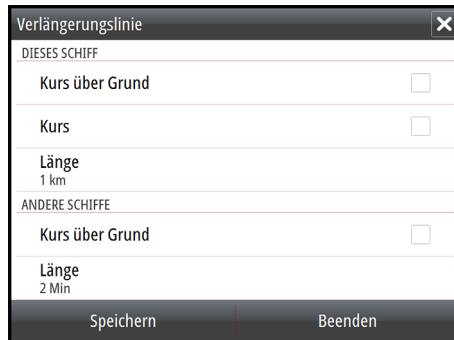 Verlängerungslinie
DIESES SCHIFF
Kurs über Grund
Kurs
Länge
1 km
ANDERE SCHIFFE
Kurs über Grund
Länge
2 Min
Speichern Beenden